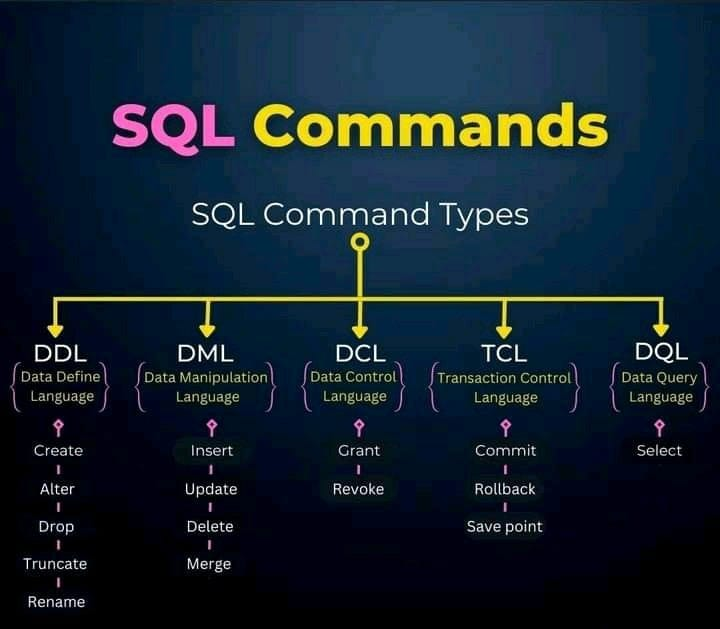 SQL Commands
SQL Command Types
DDL
Data Define
Language
Create
Alter
Drop
Truncate
Rename
DML
Data Manipulation
Language
Insert
Update
Delete
Merge
DCL
Data Control
Language
Grant
Revoke
TCL
Transaction Control
Language
Commit
Rollback
Save point
DQL
Data Query
Language
Select